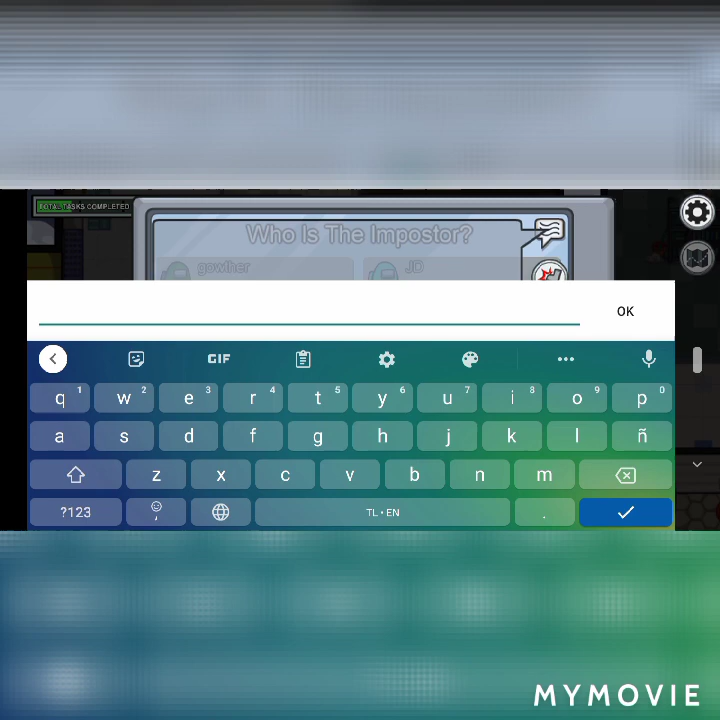 TOTAL TASKS COMPLETED
Who Is The Impostor?
gowther JD
OK
GIF
q 1 w 2 e 3 r 4 t 5 y 6 u 7 i 8 o 9 p 0
a s d f g h j k l ñ
z x c v b n m
?123 , TL • EN .
MYMOVIE